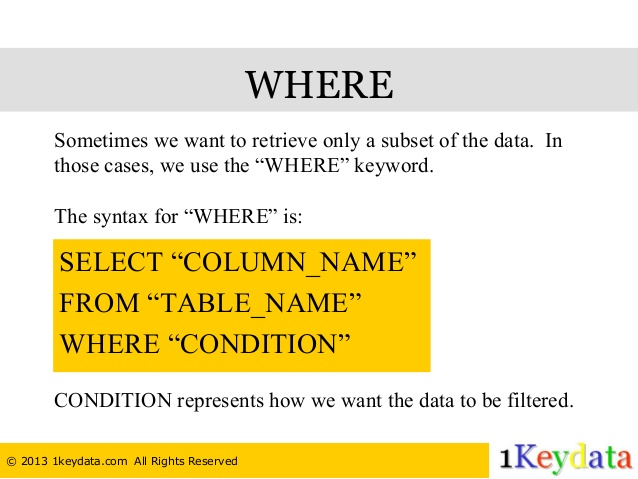 WHERE
Sometimes we want to retrieve only a subset of the data.  In
those cases, we use the “WHERE” keyword.
The syntax for “WHERE” is:
SELECT “COLUMN_NAME”
FROM “TABLE_NAME”
WHERE “CONDITION”
CONDITION represents how we want the data to be filtered.
© 2013 1keydata.com  All Rights Reserved
1Keydata